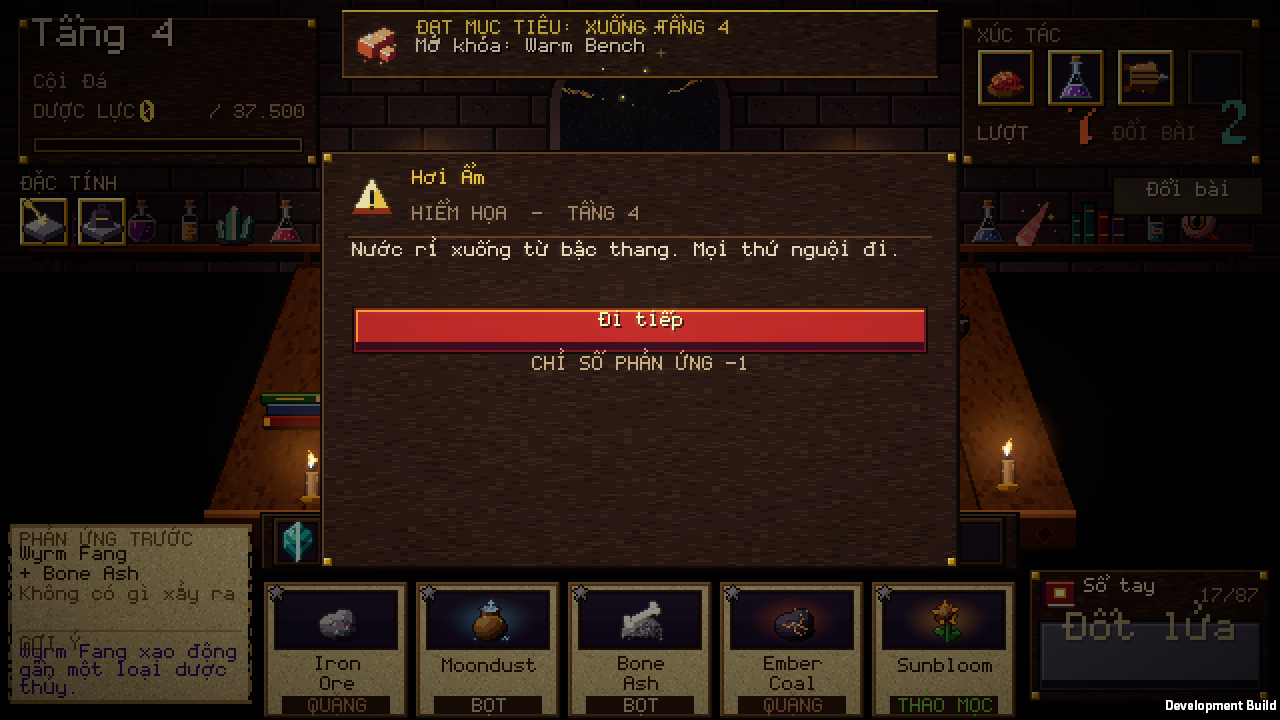 Tầng 4
Cội Đá
DƯỢC LỰC 0 / 37.500
ĐẶC TÍNH
ĐẠT MỤC TIÊU: XUỐNG TẦNG 4
Mở khóa: Warm Bench
XÚC TÁC
LƯỢT ĐỔI BÀI 2
Đổi bài
Hơi Ẩm
HIỂM HỌA – TẦNG 4
Nước rỉ xuống từ bậc thang. Mọi thứ nguội đi.
Đi tiếp
CHỈ SỐ PHẢN ỨNG -1
PHẢN ỨNG TRƯỚC
Wyrm Fang
+ Bone Ash
Không có gì xảy ra
GỢI Ý
Wyrm Fang xao động
gần một loại dược
thủy.
Iron
Ore
QUẶNG
Moondust
BỘT
Bone
Ash
BỘT
Ember
Coal
QUẶNG
Sunbloom
THẢO MỘC
Sổ tay
17/87
Đốt lửa
Development Build